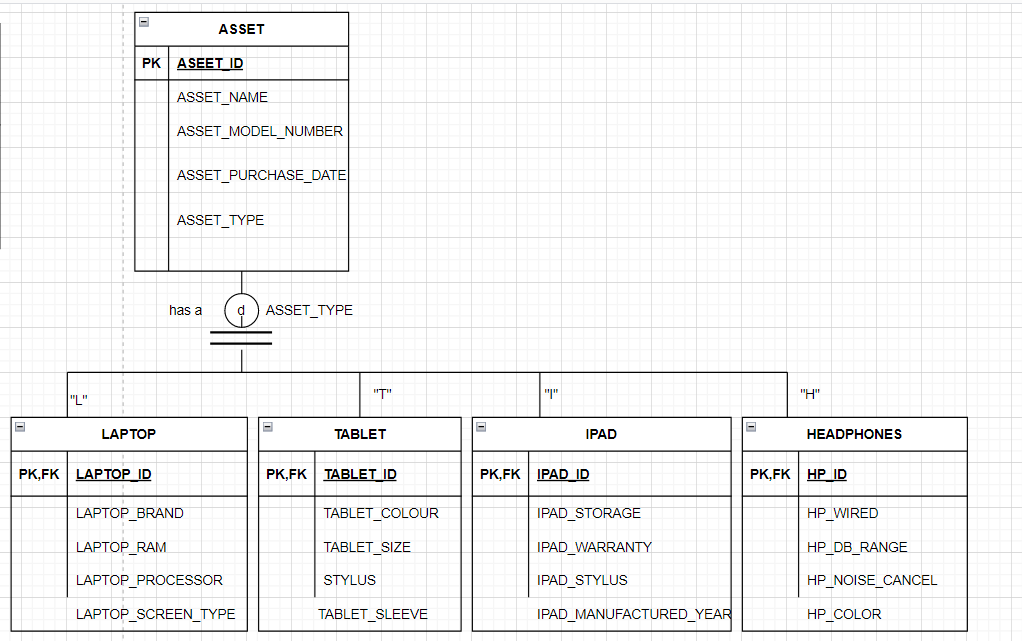 ASSET
PK ASEET_ID
ASSET_NAME
ASSET_MODEL_NUMBER
ASSET_PURCHASE_DATE
ASSET_TYPE
has a d ASSET_TYPE
"L" "T" "I" "H"
LAPTOP
PK,FK LAPTOP_ID
LAPTOP_BRAND
LAPTOP_RAM
LAPTOP_PROCESSOR
LAPTOP_SCREEN_TYPE
TABLET
PK,FK TABLET_ID
TABLET_COLOUR
TABLET_SIZE
STYLUS
TABLET_SLEEVE
IPAD
PK,FK IPAD_ID
IPAD_STORAGE
IPAD_WARRANTY
IPAD_STYLUS
IPAD_MANUFACTURED_YEAR
HEADPHONES
PK,FK HP_ID
HP_WIRED
HP_DB_RANGE
HP_NOISE_CANCEL
HP_COLOR